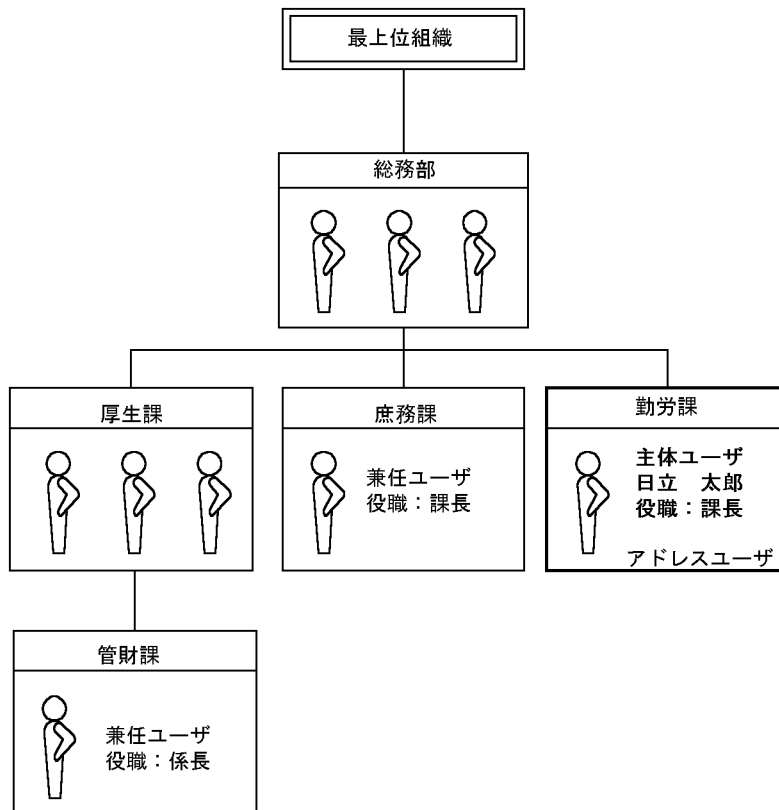 最上位組織
総務部
厚生課
庶務課
兼任ユーザ
役職：課長
勤労課
主体ユーザ
日立　太郎
役職：課長
アドレスユーザ
管財課
兼任ユーザ
役職：係長